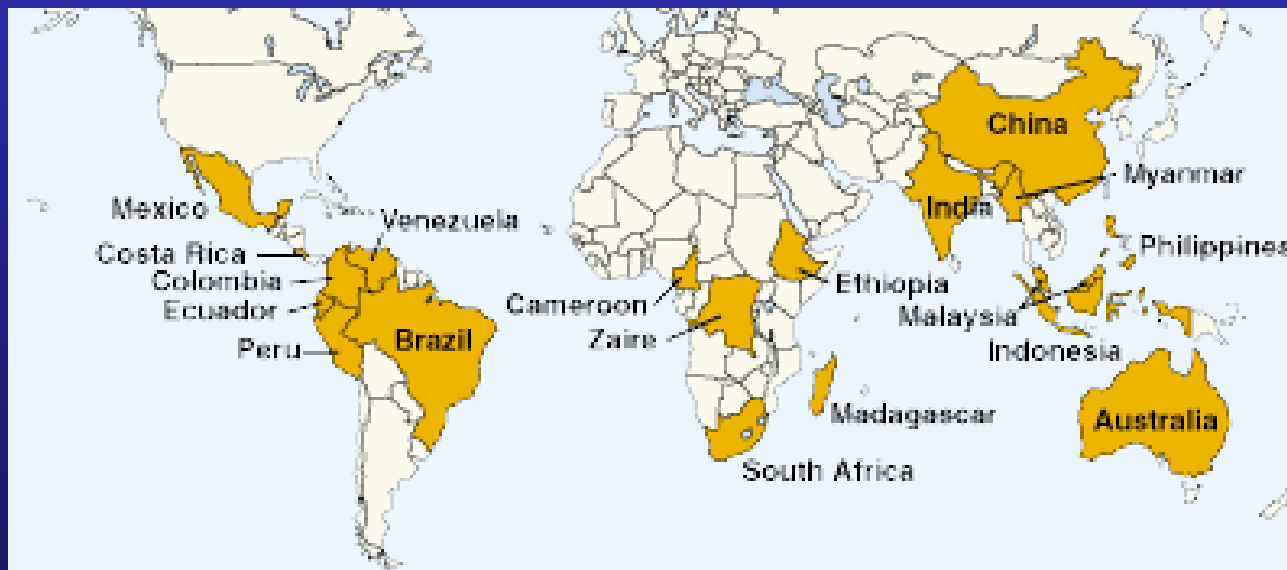 China
Myanmar
India
Mexico
Venezuela
Costa Rica
Philippines
Colombia
Ethiopia
Ecuador
Cameroon
Malaysia
Zaire
Brazil
Peru
Indonesia
Madagascar
Australia
South Africa